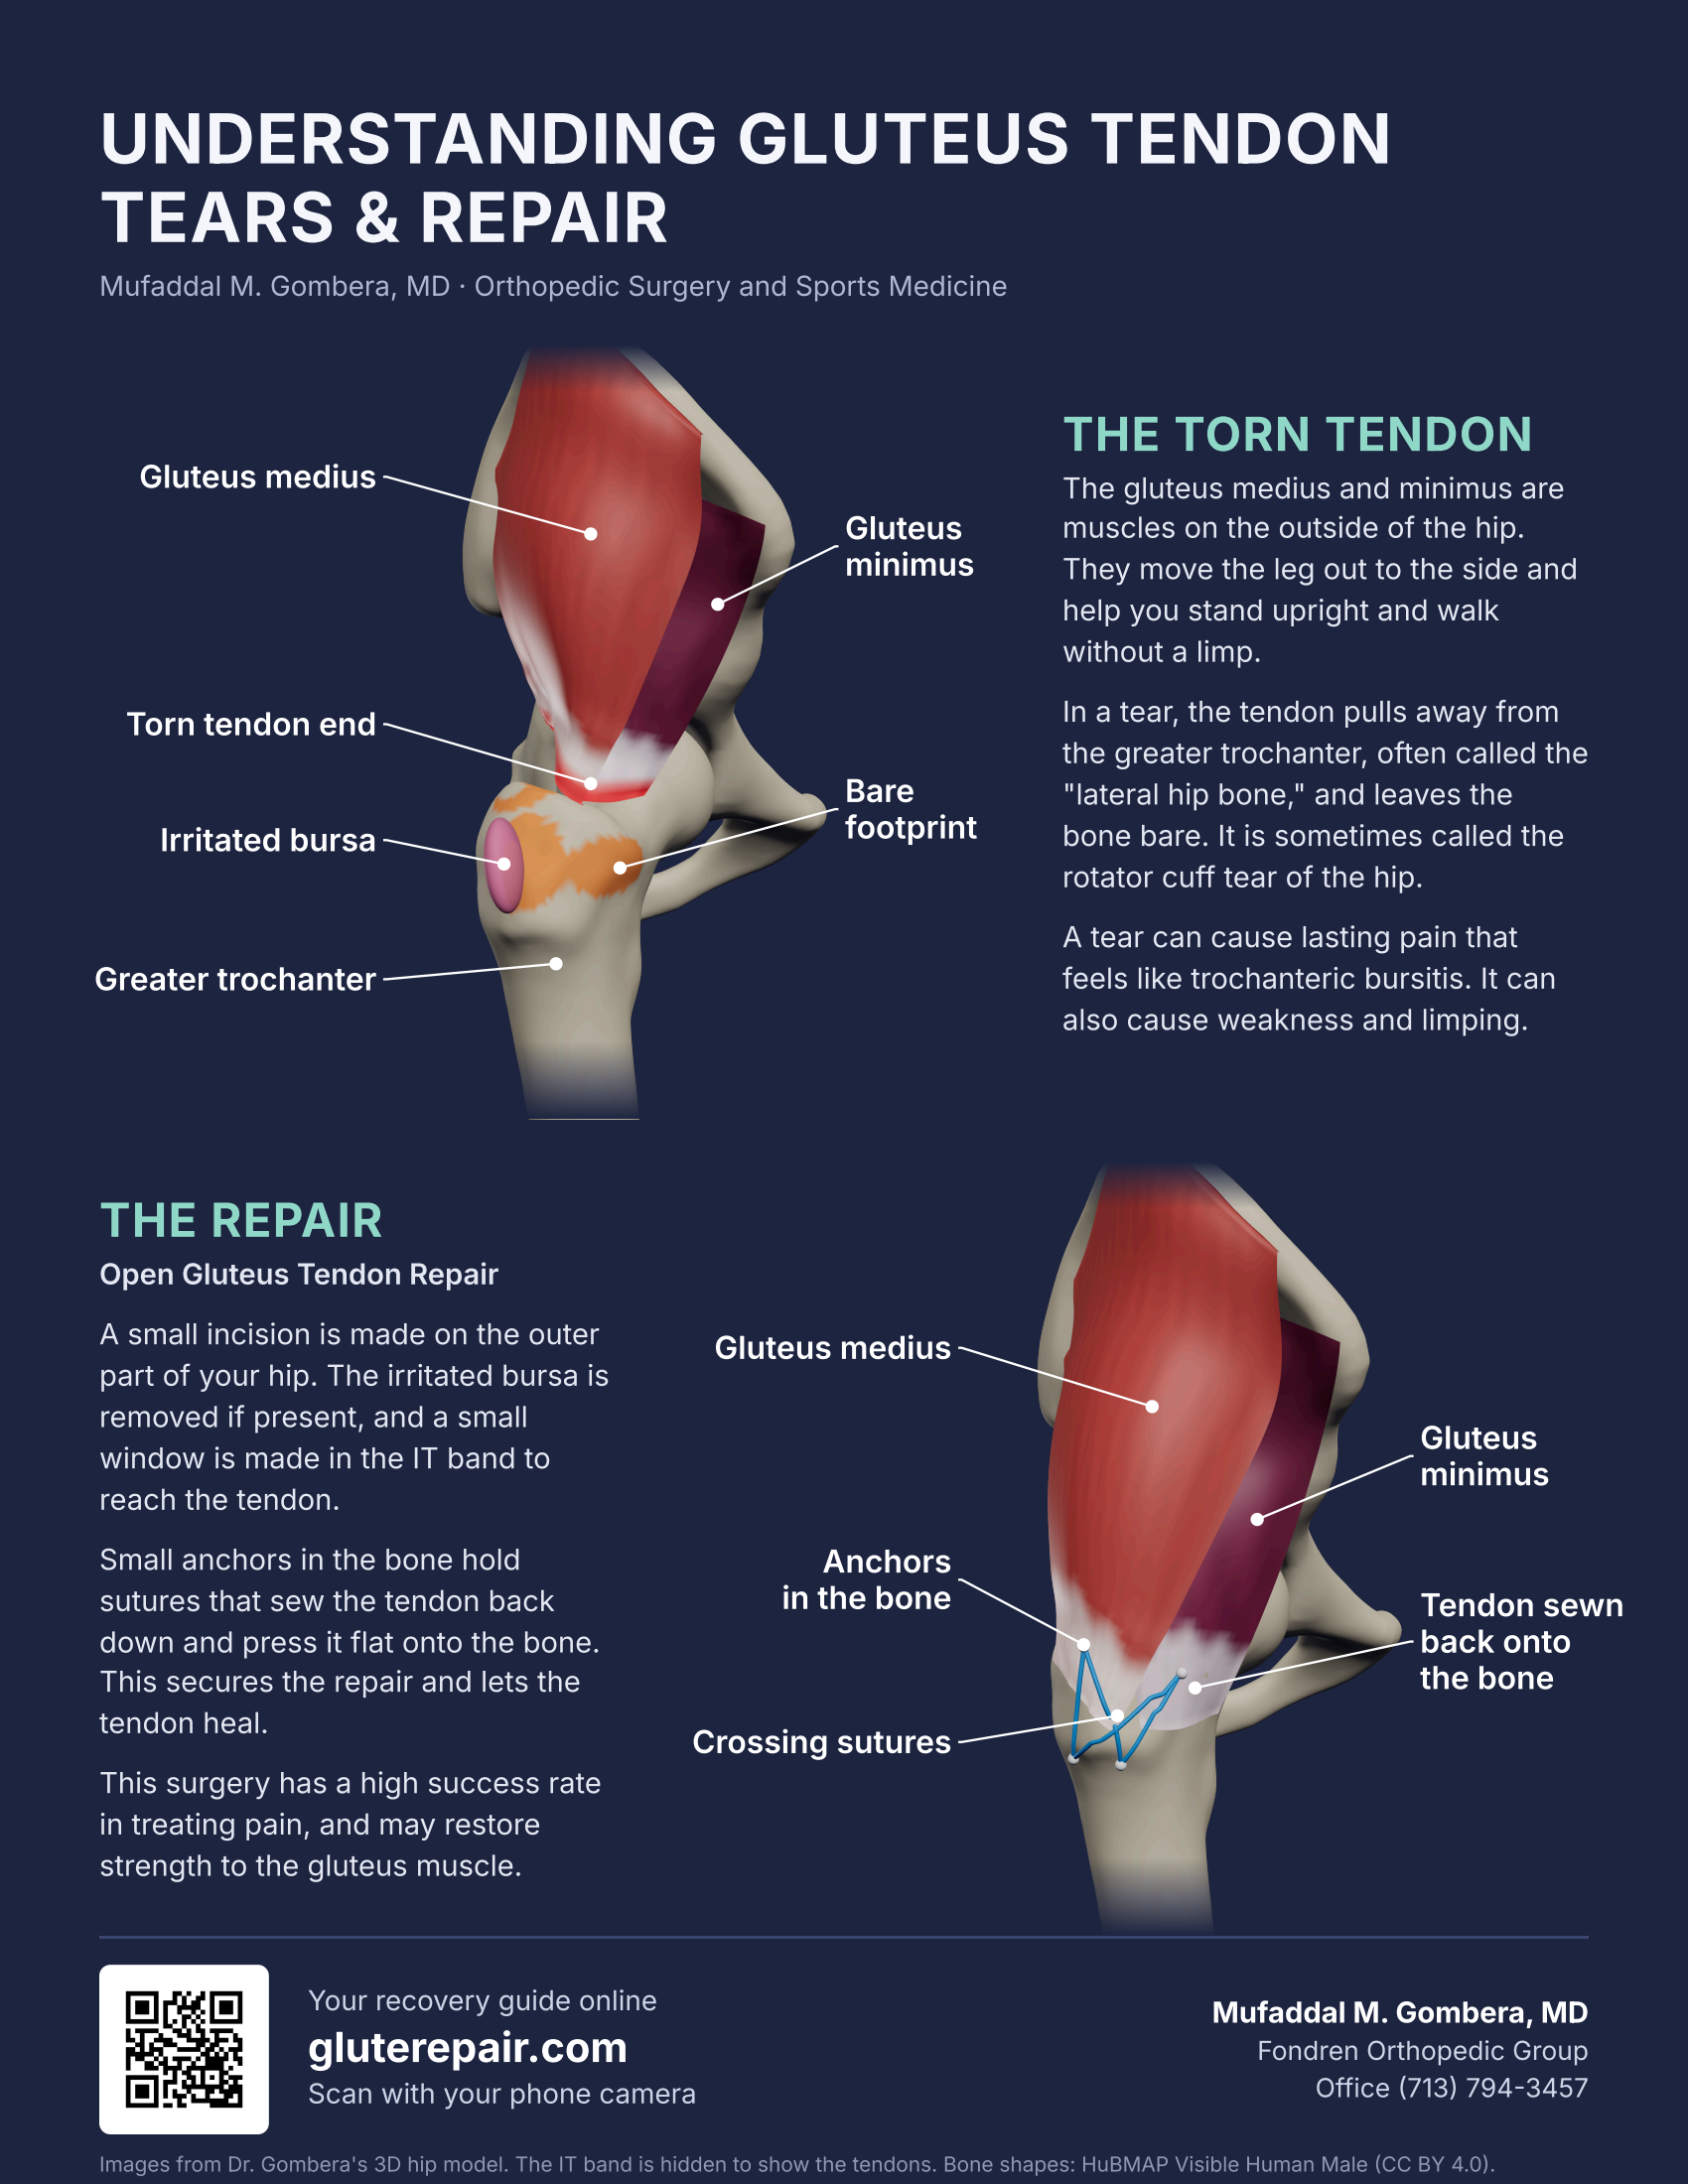 UNDERSTANDING GLUTEUS TENDON
TEARS & REPAIR
Mufaddal M. Gombera, MD · Orthopedic Surgery and Sports Medicine
Gluteus medius
Gluteus
minimus
Torn tendon end
Bare
footprint
Irritated bursa
Greater trochanter
THE TORN TENDON
The gluteus medius and minimus are
muscles on the outside of the hip.
They move the leg out to the side and
help you stand upright and walk
without a limp.
In a tear, the tendon pulls away from
the greater trochanter, often called the
"lateral hip bone," and leaves the
bone bare. It is sometimes called the
rotator cuff tear of the hip.
A tear can cause lasting pain that
feels like trochanteric bursitis. It can
also cause weakness and limping.
THE REPAIR
Open Gluteus Tendon Repair
A small incision is made on the outer
part of your hip. The irritated bursa is
removed if present, and a small
window is made in the IT band to
reach the tendon.
Small anchors in the bone hold
sutures that sew the tendon back
down and press it flat onto the bone.
This secures the repair and lets the
tendon heal.
This surgery has a high success rate
in treating pain, and may restore
strength to the gluteus muscle.
Gluteus medius
Gluteus
minimus
Anchors
in the bone
Tendon sewn
back onto
the bone
Crossing sutures
Your recovery guide online
gluterepair.com
Scan with your phone camera
Mufaddal M. Gombera, MD
Fondren Orthopedic Group
Office (713) 794-3457
Images from Dr. Gombera's 3D hip model. The IT band is hidden to show the tendons. Bone shapes: HuBMAP Visible Human Male (CC BY 4.0).